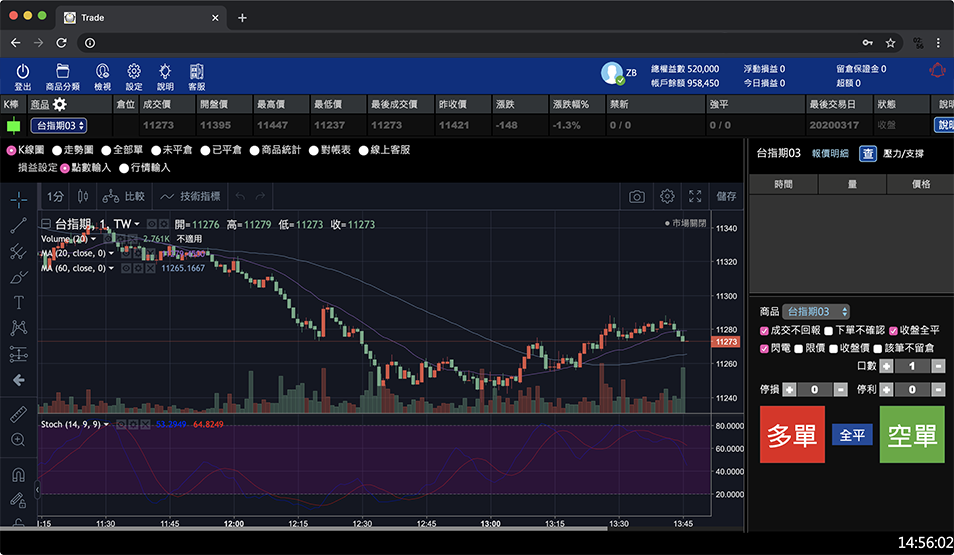 Trade
02:
56
登出 商品分類 檢視 設定 說明 客服
ZB
總權益數 520,000 浮動損益 0 留倉保證金 0
帳戶餘額 958,450 今日損益 0 超額 0
K棒 商品 倉位 成交價 開盤價 最高價 最低價 最後成交價 昨收價 漲跌 漲跌幅% 禁新 強平 最後交易日 狀態 說明
台指期03 11273 11395 11447 11237 11273 11421 -148 -1.3% 0 / 0 0 / 0 20200317 收盤 說明
K線圖 走勢圖 全部單 未平倉 已平倉 商品統計 對帳表 線上客服
損益設定 點數輸入 行情輸入
1分 比較 技術指標 儲存
台指期, 1, TW 開=11276 高=11279 低=11273 收=11273
市場關閉
Volume (20) 2.761K 不適用
MA (20, close, 0)
MA (60, close, 0) 11265.1667
11340
11320
11300
11280
11273
11260
11240
Stoch (14, 9, 9) 64.8249
80.0000
60.0000
40.0000
20.0000
11:15 11:30 11:45 12:00 12:15 12:30 12:45 13:00 13:15 13:30 13:45
台指期03 報價明細 查 壓力/支撐
時間 量 價格
商品 台指期03
成交不回報 下單不確認 收盤全平
閃電 限價 收盤價 該筆不留倉
口數 + 1 -
停損 + 0 - 停利 + 0 -
多單 全平 空單
14:56:02